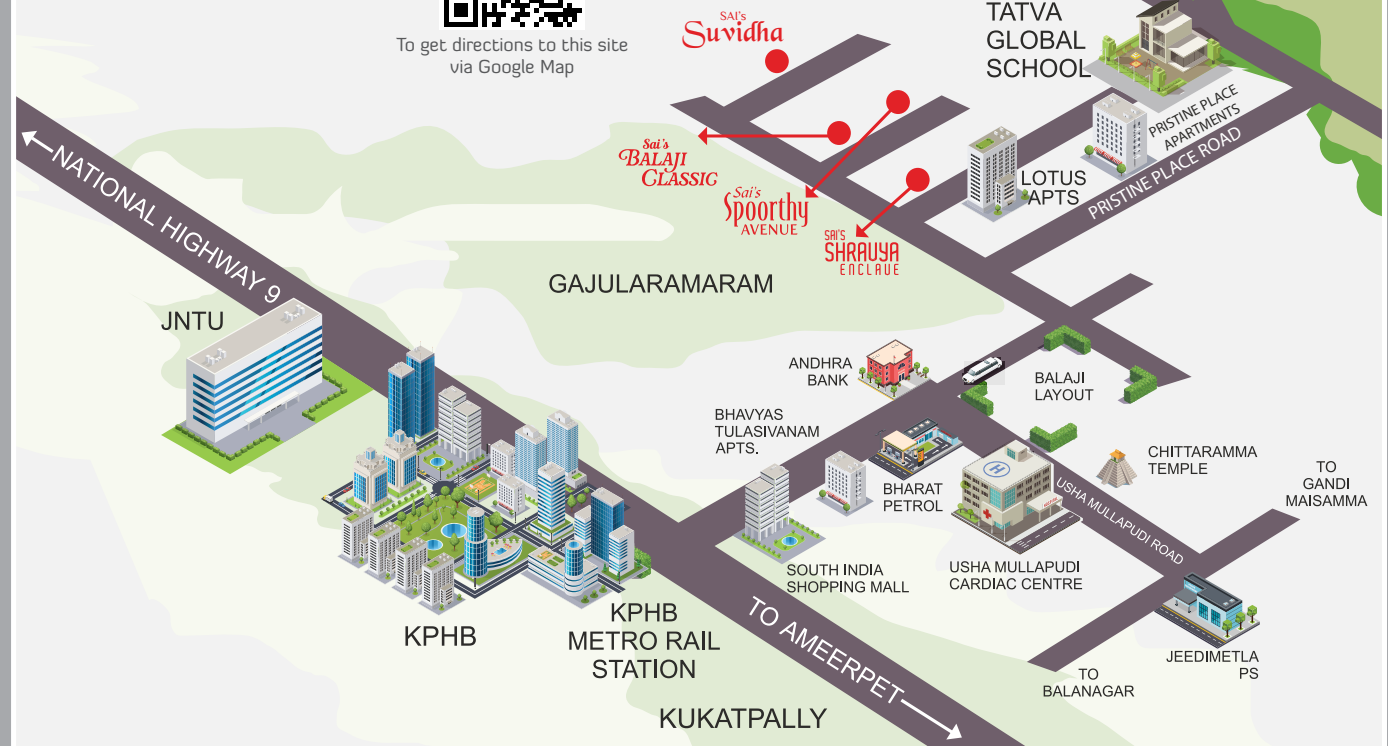 To get directions to this site
via Google Map
SAI's
Suvidha
TATVA
GLOBAL
SCHOOL
PRISTINE PLACE
APARTMENTS
PRISTINE PLACE ROAD
LOTUS
APTS
Sai's
BALAJI
CLASSIC
Sai's
Spoorthy
AVENUE
SAI'S
SHRAUYA
ENCLAVE
NATIONAL HIGHWAY 9
GAJULARAMARAM
JNTU
ANDHRA
BANK
BALAJI
LAYOUT
BHAVYAS
TULASIVANAM
APTS.
CHITTARAMMA
TEMPLE
TO
GANDI
MAISAMMA
BHARAT
PETROL
H
USHA MULLAPUDI ROAD
SOUTH INDIA
SHOPPING MALL
USHA MULLAPUDI
CARDIAC CENTRE
KPHB
KPHB
METRO RAIL
STATION
TO AMEERPET
JEEDIMETLA
PS
TO
BALANAGAR
KUKATPALLY